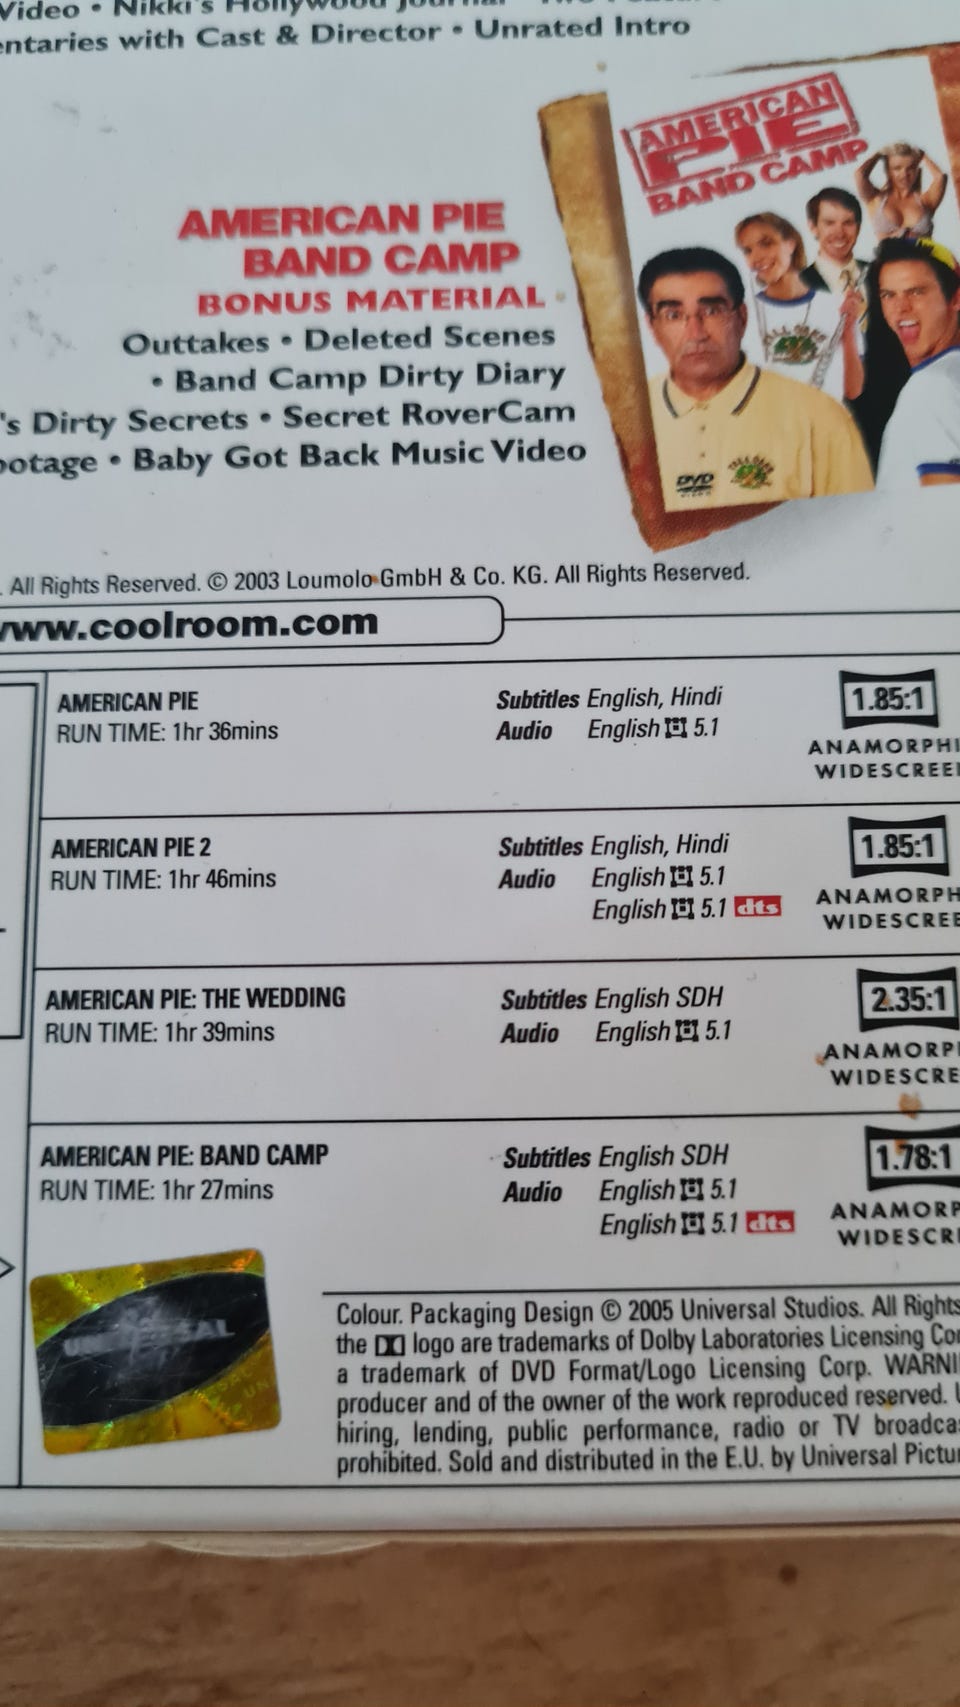 Video • Nikki's Hollywood Journal
entaries with Cast & Director • Unrated Intro
AMERICAN
PIE
BAND CAMP
AMERICAN PIE
BAND CAMP
BONUS MATERIAL
Outtakes • Deleted Scenes
• Band Camp Dirty Diary
's Dirty Secrets • Secret RoverCam
ootage • Baby Got Back Music Video
DVD
VIDEO
. All Rights Reserved. © 2003 Loumolo GmbH & Co. KG. All Rights Reserved.
www.coolroom.com
AMERICAN PIE
RUN TIME: 1hr 36mins
Subtitles English, Hindi
Audio English 5.1
1.85:1
ANAMORPHI
WIDESCREE
AMERICAN PIE 2
RUN TIME: 1hr 46mins
Subtitles English, Hindi
Audio English 5.1
English 5.1 dts
1.85:1
ANAMORPH
WIDESCREE
AMERICAN PIE: THE WEDDING
RUN TIME: 1hr 39mins
Subtitles English SDH
Audio English 5.1
2.35:1
ANAMORP
WIDESCRE
AMERICAN PIE: BAND CAMP
RUN TIME: 1hr 27mins
Subtitles English SDH
Audio English 5.1
English 5.1 dts
1.78:1
ANAMORP
WIDESCRE
UNIVERSAL
Colour. Packaging Design © 2005 Universal Studios. All Rights
the logo are trademarks of Dolby Laboratories Licensing Co
a trademark of DVD Format/Logo Licensing Corp. WARNI
producer and of the owner of the work reproduced reserved.
hiring, lending, public performance, radio or TV broadca
prohibited. Sold and distributed in the E.U. by Universal Pictu